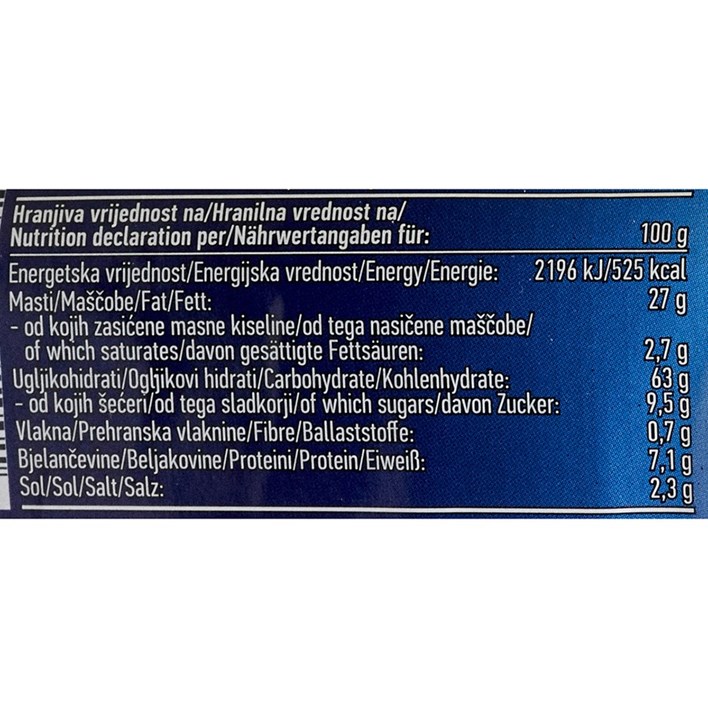 Hranjiva vrijednost na/Hranilna vrednost na/
Nutrition declaration per/Nährwertangaben für: 100 g
Energetska vrijednost/Energijska vrednost/Energy/Energie: 2196 kJ/525 kcal
Masti/Maščobe/Fat/Fett: 27 g
- od kojih zasićene masne kiseline/od tega nasičene maščobe/
of which saturates/davon gesättigte Fettsäuren: 2,7 g
Ugljikohidrati/Ogljikovi hidrati/Carbohydrate/Kohlenhydrate: 63 g
- od kojih šećeri/od tega sladkorji/of which sugars/davon Zucker: 9,5 g
Vlakna/Prehranska vlaknine/Fibre/Ballaststoffe: 0,7 g
Bjelančevine/Beljakovine/Proteini/Protein/Eiweiß: 7,1 g
Sol/Sol/Salt/Salz: 2,3 g